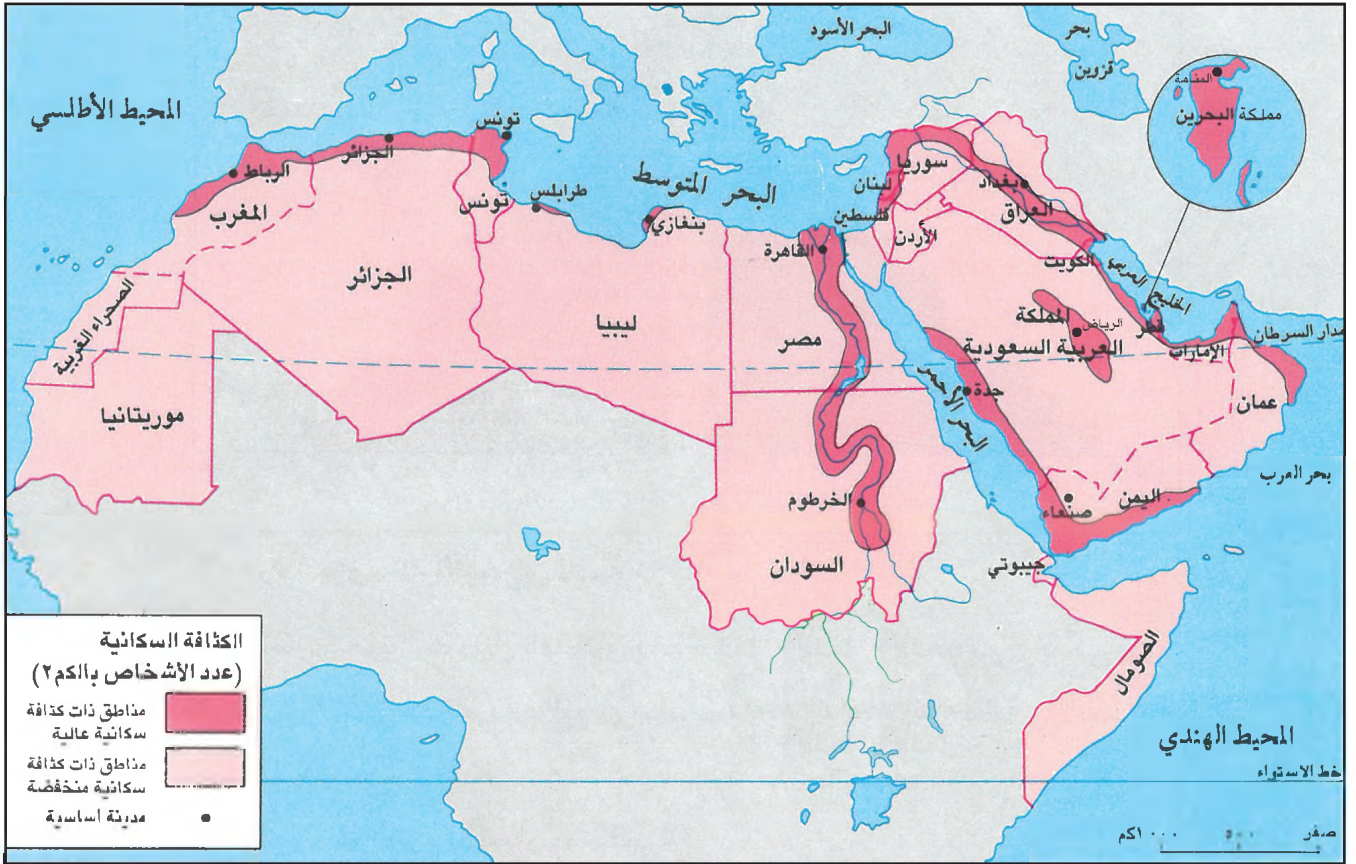 البحر الأسود
بحر
قزوين
المنامة
مملكة البحرين
المحيط الأطلسي
تونس
الجزائر
الرباط
المغرب
تونس
طرابلس
بنغازي
البحر المتوسط
سوريا
لبنان
فلسطين
الأردن
بغداد
العراق
الكويت
الخليج العربي
القاهرة
الجزائر
ليبيا
مصر
المملكة
العربية السعودية
الرياض
قطر
الإمارات
مدار السرطان
الصحراء الغربية
موريتانيا
جدة
البحر الأحمر
عمان
بحر العرب
اليمن
صنعاء
الخرطوم
السودان
جيبوتي
الصومال
المحيط الهندي
خط الاستواء
الكثافة السكانية
(عدد الأشخاص بالكم٢)
مناطق ذات كثافة
سكانية عالية
مناطق ذات كثافة
سكانية منخفضة
مدينة أساسية
صفر ٥٠٠ ١٠٠٠كم